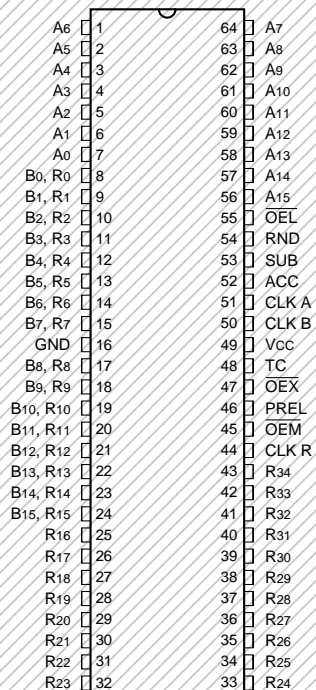 A6 1 64 A7
A5 2 63 A8
A4 3 62 A9
A3 4 61 A10
A2 5 60 A11
A1 6 59 A12
A0 7 58 A13
B0, R0 8 57 A14
B1, R1 9 56 A15
B2, R2 10 55 OEL
B3, R3 11 54 RND
B4, R4 12 53 SUB
B5, R5 13 52 ACC
B6, R6 14 51 CLK A
B7, R7 15 50 CLK B
GND 16 49 VCC
B8, R8 17 48 TC
B9, R9 18 47 OEX
B10, R10 19 46 PREL
B11, R11 20 45 OEM
B12, R12 21 44 CLK R
B13, R13 22 43 R34
B14, R14 23 42 R33
B15, R15 24 41 R32
R16 25 40 R31
R17 26 39 R30
R18 27 38 R29
R19 28 37 R28
R20 29 36 R27
R21 30 35 R26
R22 31 34 R25
R23 32 33 R24